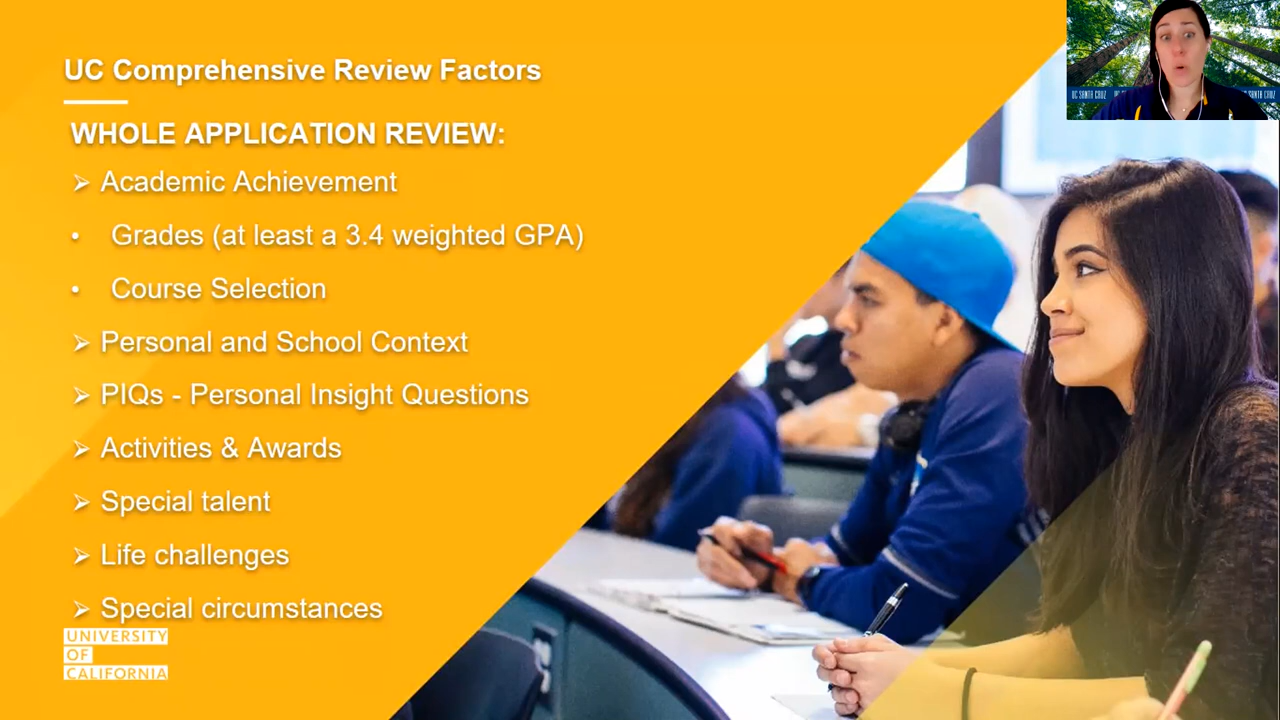 UC Comprehensive Review Factors
WHOLE APPLICATION REVIEW:
➢ Academic Achievement
• Grades (at least a 3.4 weighted GPA)
• Course Selection
➢ Personal and School Context
➢ PIQs - Personal Insight Questions
➢ Activities & Awards
➢ Special talent
➢ Life challenges
➢ Special circumstances
UNIVERSITY
OF
CALIFORNIA
UC SANTA CRUZ